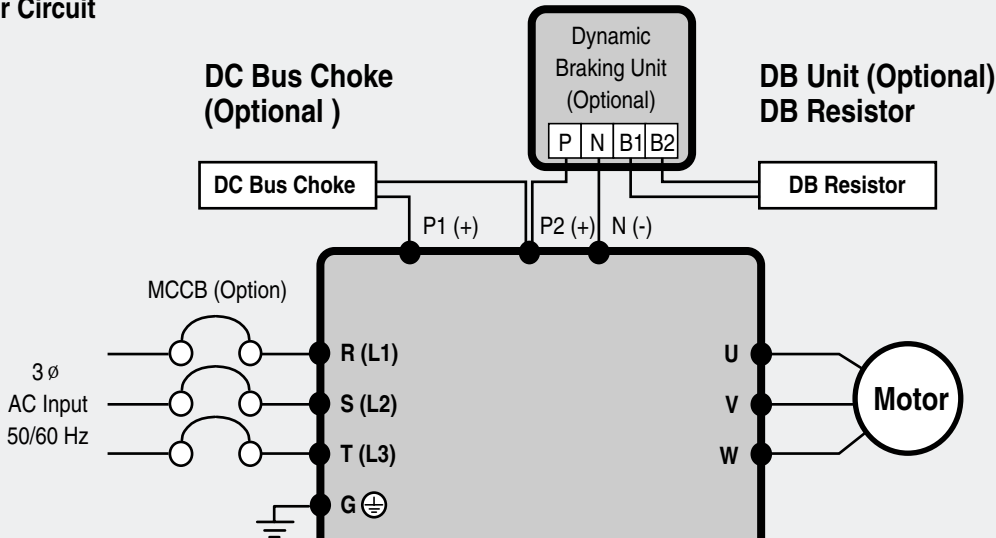 r Circuit
DC Bus Choke
(Optional )
Dynamic
Braking Unit
(Optional)
P N B1 B2
DB Unit (Optional)
DB Resistor
DC Bus Choke
DB Resistor
P1 (+)
P2 (+)
N (-)
MCCB (Option)
3 ø
AC Input
50/60 Hz
R (L1)
S (L2)
T (L3)
G
U
V
W
Motor